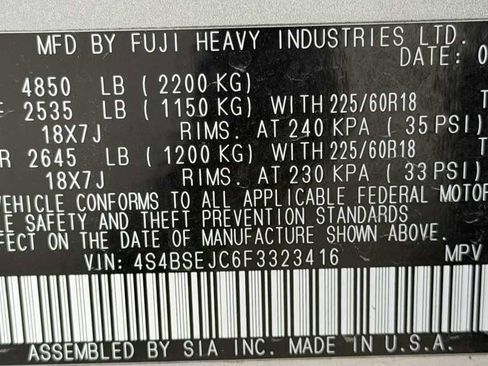 MFD BY FUJI HEAVY INDUSTRIES LTD.
DATE: 0
4850 LB ( 2200 KG)
2535 LB ( 1150 KG) WITH 225/60R18 T
18X7J RIMS. AT 240 KPA ( 35 PSI)
R 2645 LB ( 1200 KG) WITH 225/60R18 T
18X7J RIMS. AT 230 KPA ( 33 PSI)
VEHICLE CONFORMS TO ALL APPLICABLE FEDERAL MOTOR
LE SAFETY AND THEFT PREVENTION STANDARDS
FFECT ON THE DATE OF MANUFACTURE SHOWN ABOVE.
VIN: 4S4BSEJC6F3323416 MPV
ASSEMBLED BY SIA INC. MADE IN U.S.A.